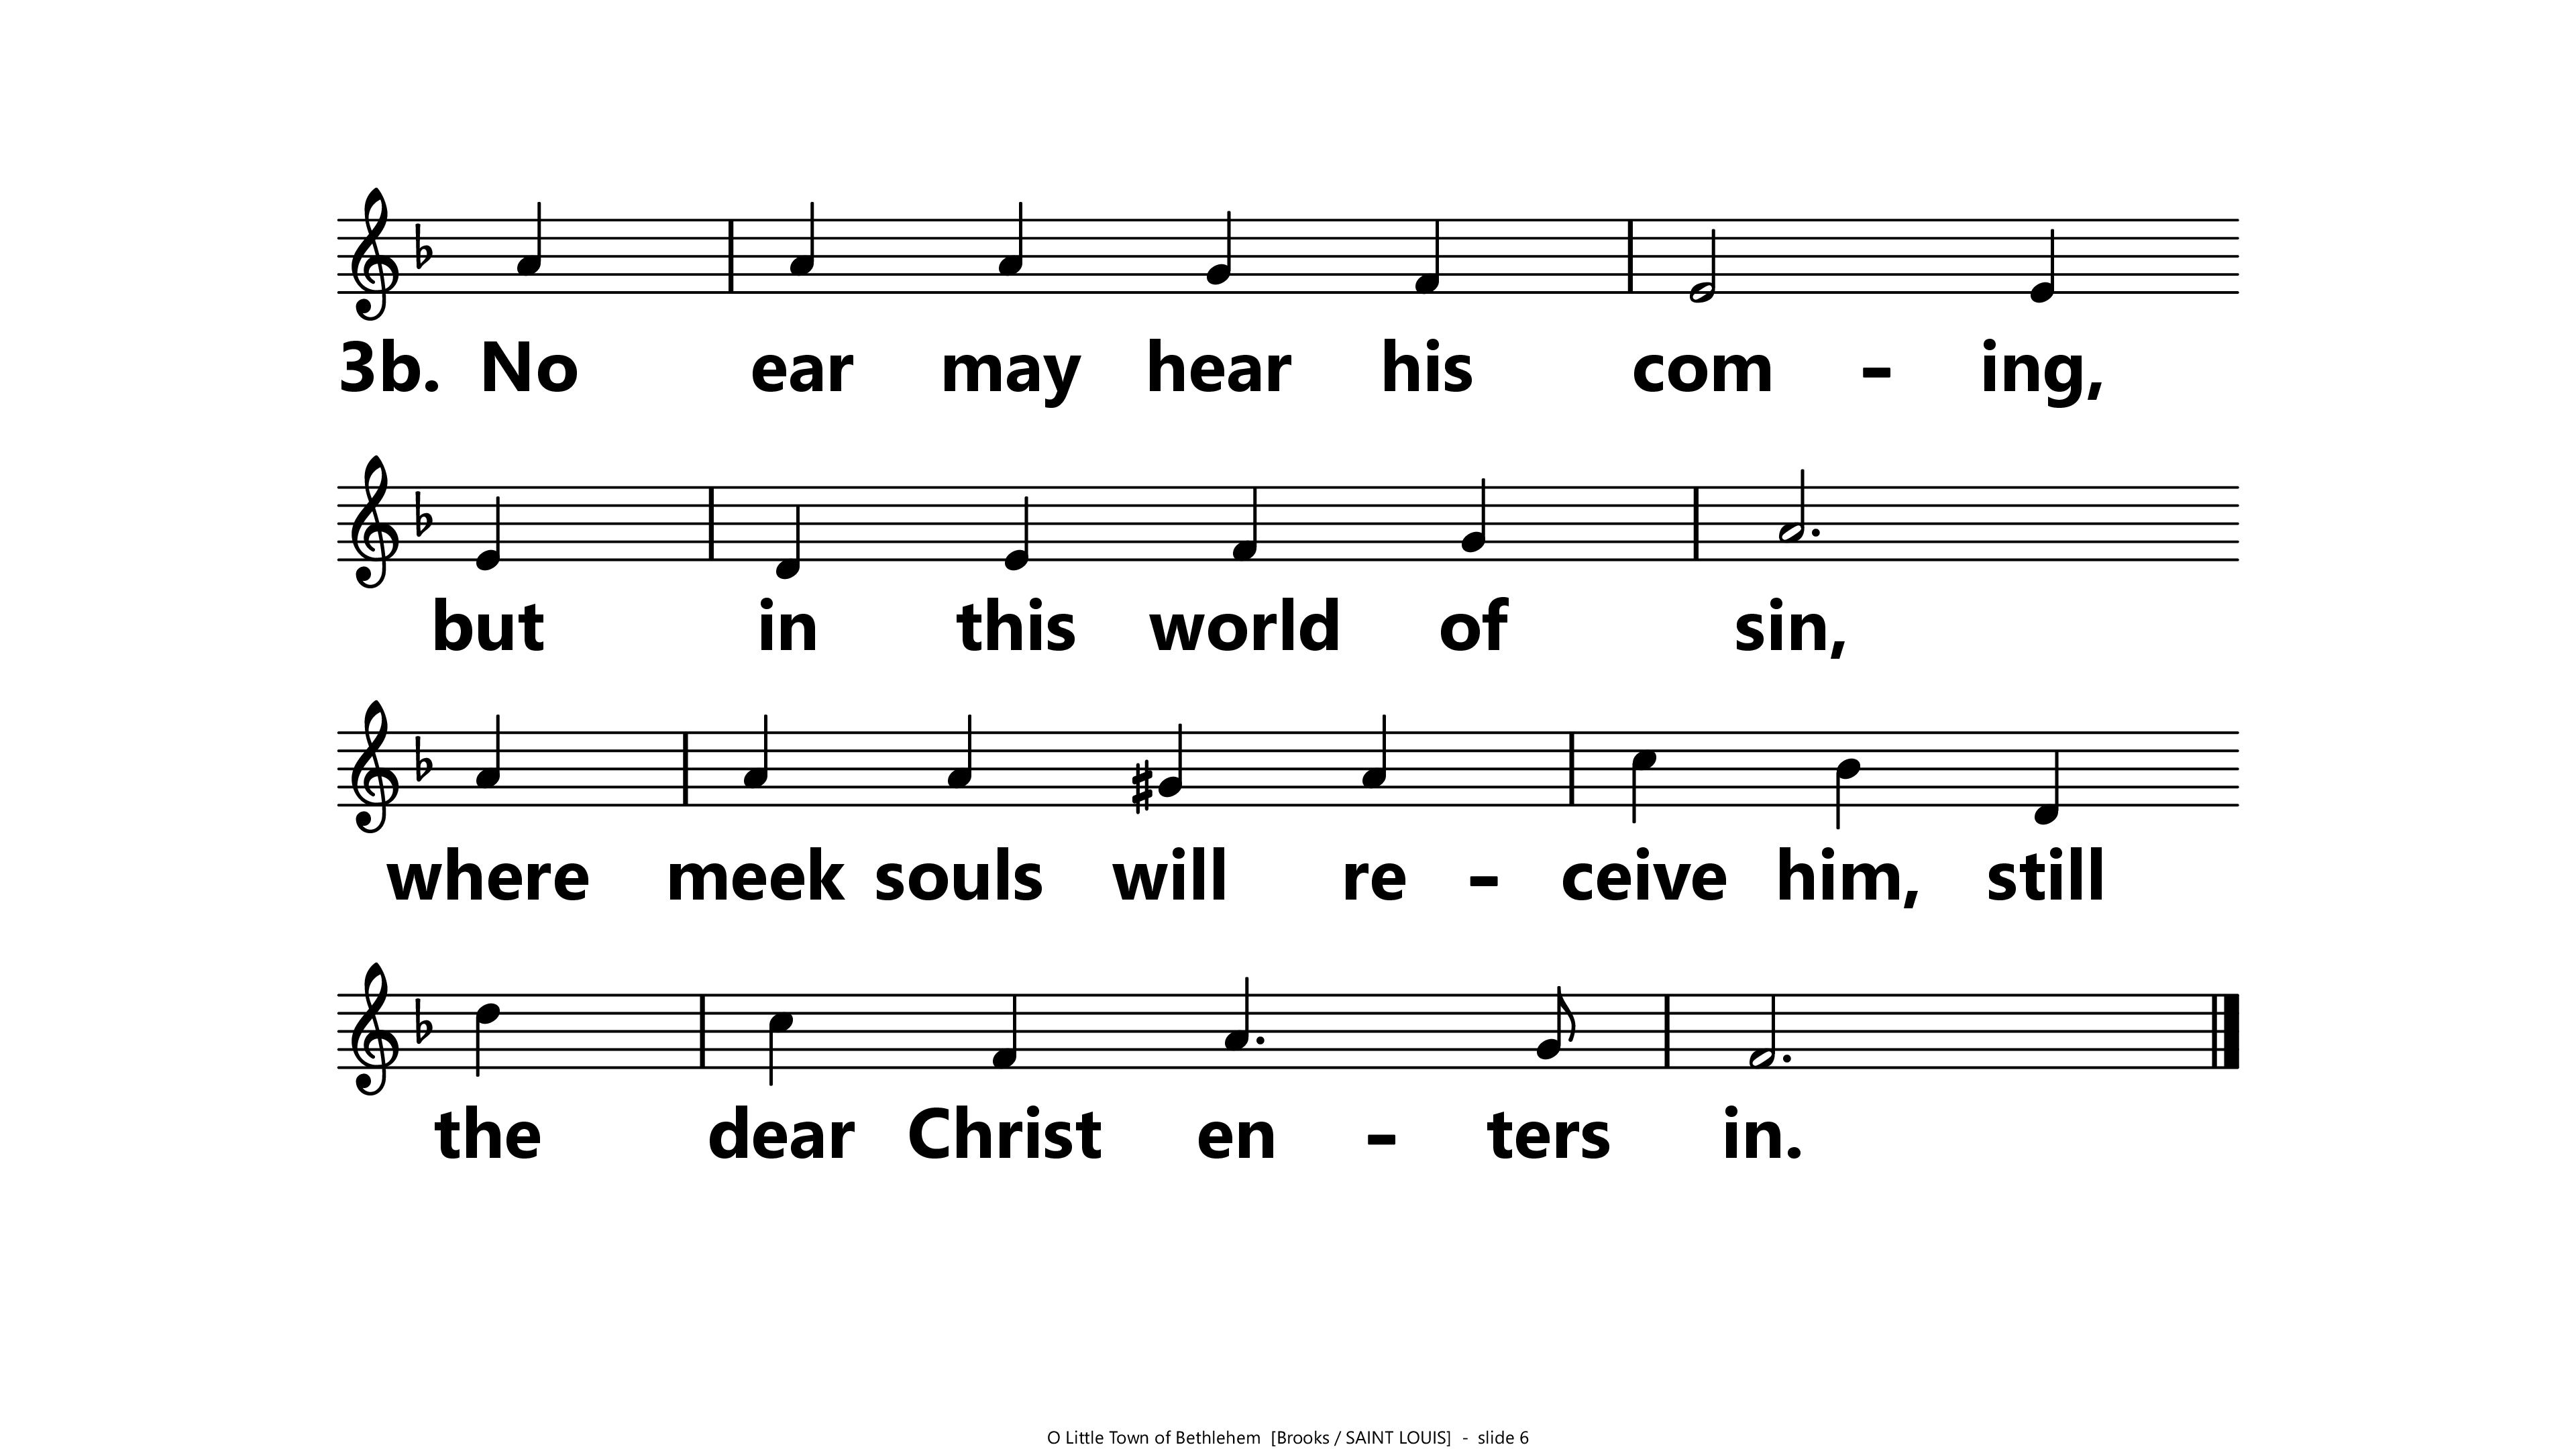 3b. No ear may hear his com - ing,
but in this world of sin,
where meek souls will re - ceive him, still
the dear Christ en - ters in.
O Little Town of Bethlehem [Brooks / SAINT LOUIS] - slide 6